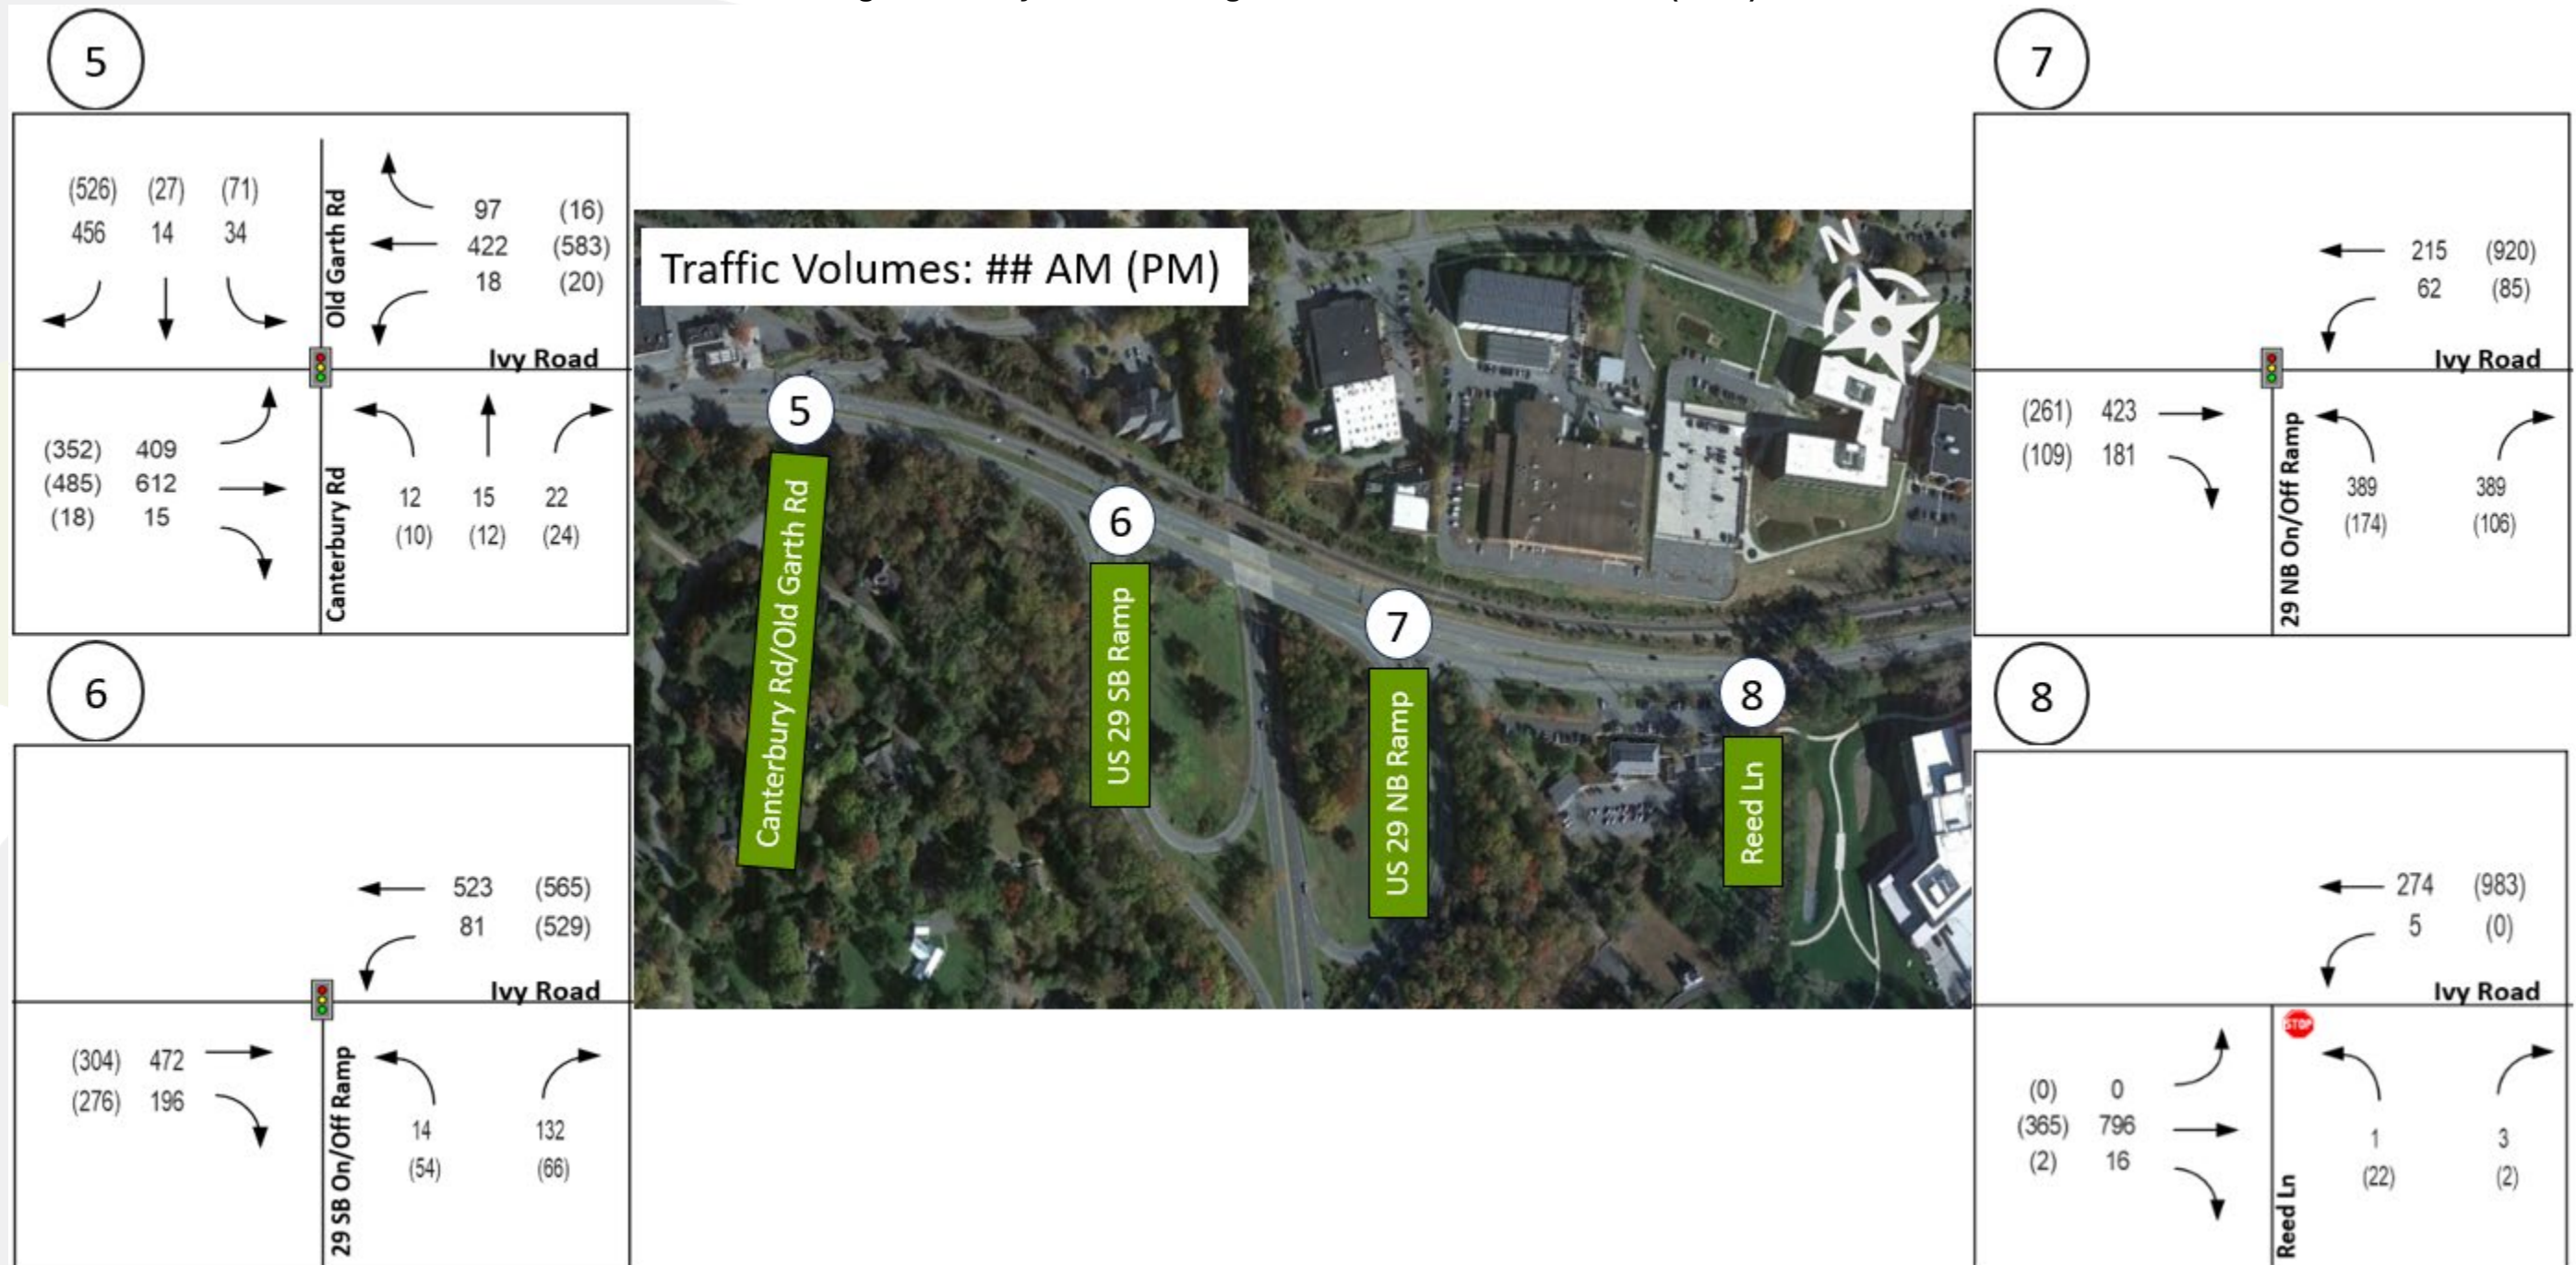 5
(526) (27) (71)
456 14 34
Old Garth Rd
97 (16)
422 (583)
18 (20)
Ivy Road
(352) 409
(485) 612
(18) 15
Canterbury Rd
12 15 22
(10) (12) (24)
6
523 (565)
81 (529)
Ivy Road
(304) 472
(276) 196
29 SB On/Off Ramp
14 132
(54) (66)
Traffic Volumes: ## AM (PM)
N
5
Canterbury Rd/Old Garth Rd
6
US 29 SB Ramp
7
US 29 NB Ramp
8
Reed Ln
7
215 (920)
62 (85)
Ivy Road
(261) 423
(109) 181
29 NB On/Off Ramp
389 389
(174) (106)
8
274 (983)
5 (0)
Ivy Road
STOP
(0) 0
(365) 796
(2) 16
Reed Ln
1 3
(22) (2)